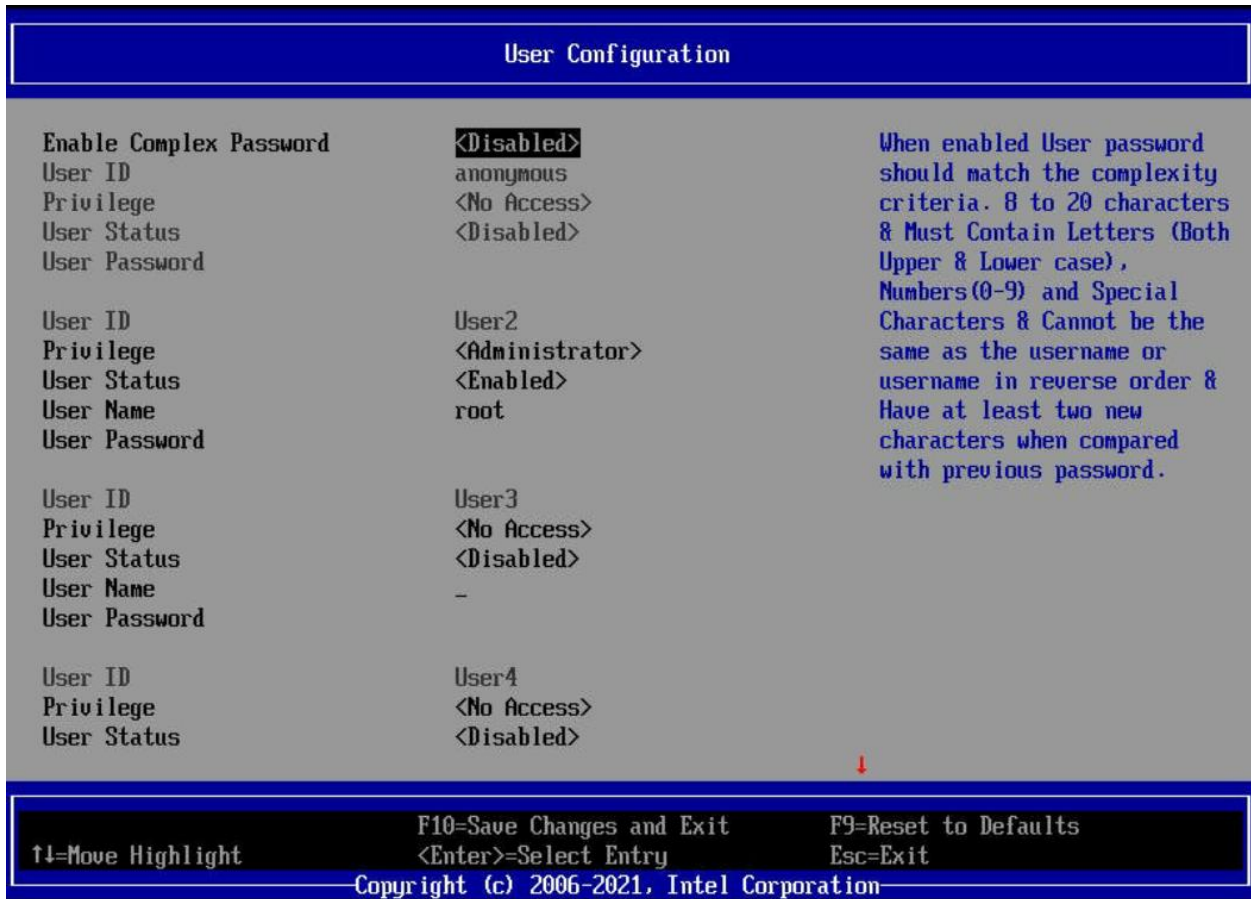 User Configuration
Enable Complex Password <Disabled>
User ID anonymous
Privilege <No Access>
User Status <Disabled>
User Password
User ID User2
Privilege <Administrator>
User Status <Enabled>
User Name root
User Password
User ID User3
Privilege <No Access>
User Status <Disabled>
User Name _
User Password
User ID User4
Privilege <No Access>
User Status <Disabled>
When enabled User password
should match the complexity
criteria. 8 to 20 characters
& Must Contain Letters (Both
Upper & Lower case),
Numbers(0-9) and Special
Characters & Cannot be the
same as the username or
username in reverse order &
Have at least two new
characters when compared
with previous password.
↓
F10=Save Changes and Exit F9=Reset to Defaults
↑↓=Move Highlight <Enter>=Select Entry Esc=Exit
Copyright (c) 2006-2021, Intel Corporation